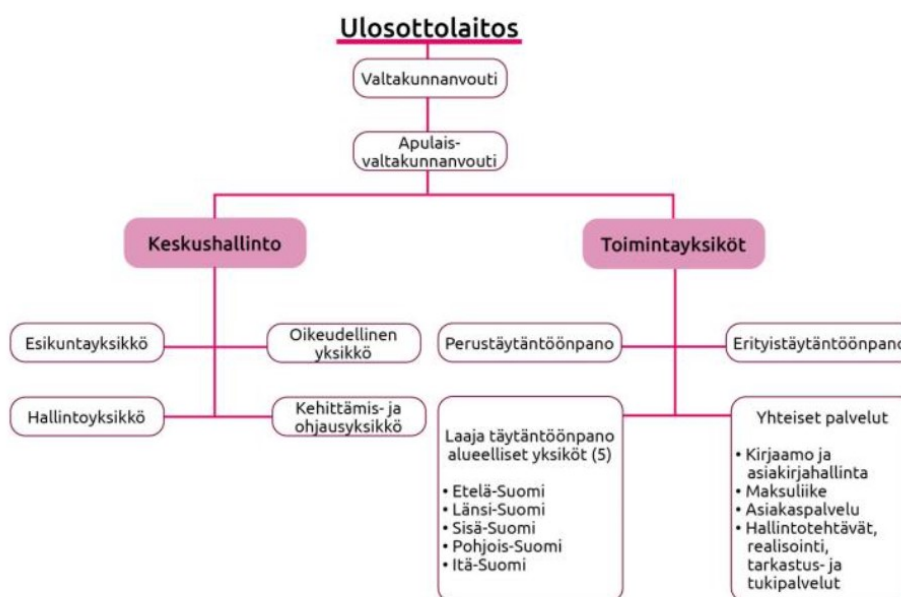 Ulosottolaitos
Valtakunnanvouti
Apulais-
valtakunnanvouti
Keskushallinto
Toimintayksiköt
Esikuntayksikkö
Oikeudellinen
yksikkö
Hallintoyksikkö
Kehittämis- ja
ohjausyksikkö
Perustäytäntöönpano
Erityistäytäntöönpano
Laaja täytäntöönpano
alueelliset yksiköt (5)
• Etelä-Suomi
• Länsi-Suomi
• Sisä-Suomi
• Pohjois-Suomi
• Itä-Suomi
Yhteiset palvelut
• Kirjaamo ja
asiakirjahallinta
• Maksuliike
• Asiakaspalvelu
• Hallintotehtävät,
realisointi,
tarkastus- ja
tukipalvelut